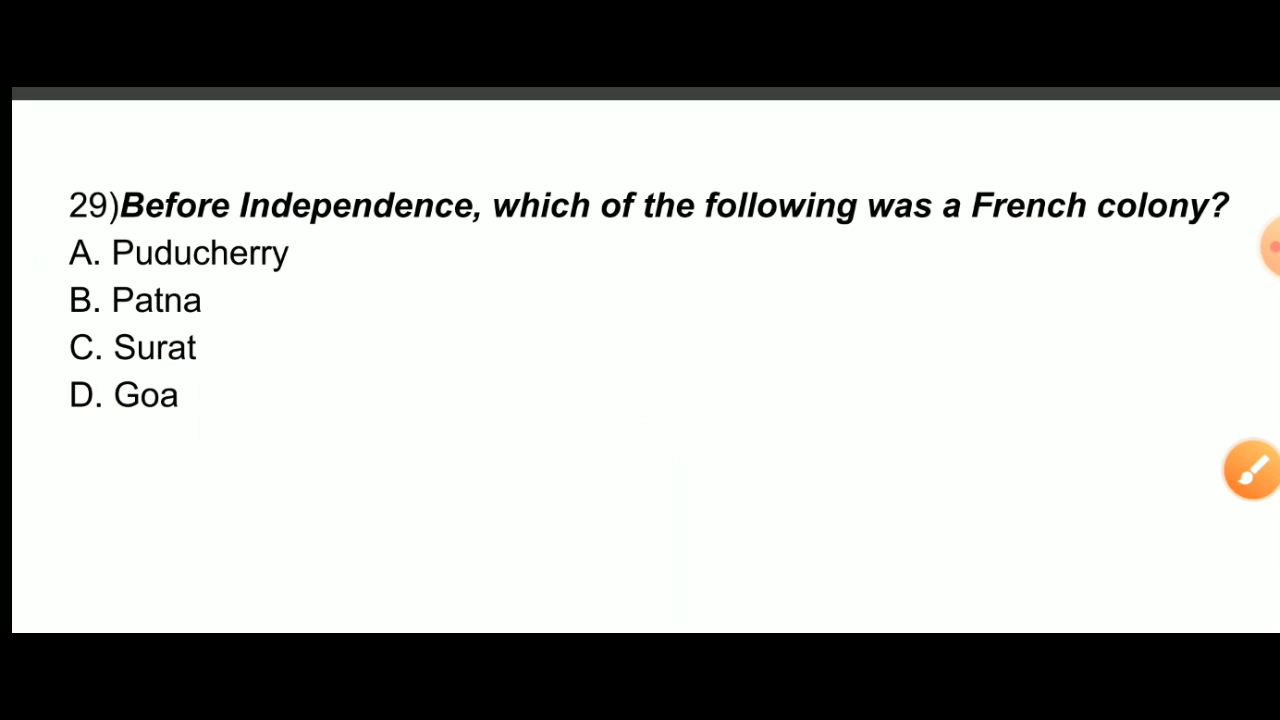 29)Before Independence, which of the following was a French colony?
A. Puducherry
B. Patna
C. Surat
D. Goa